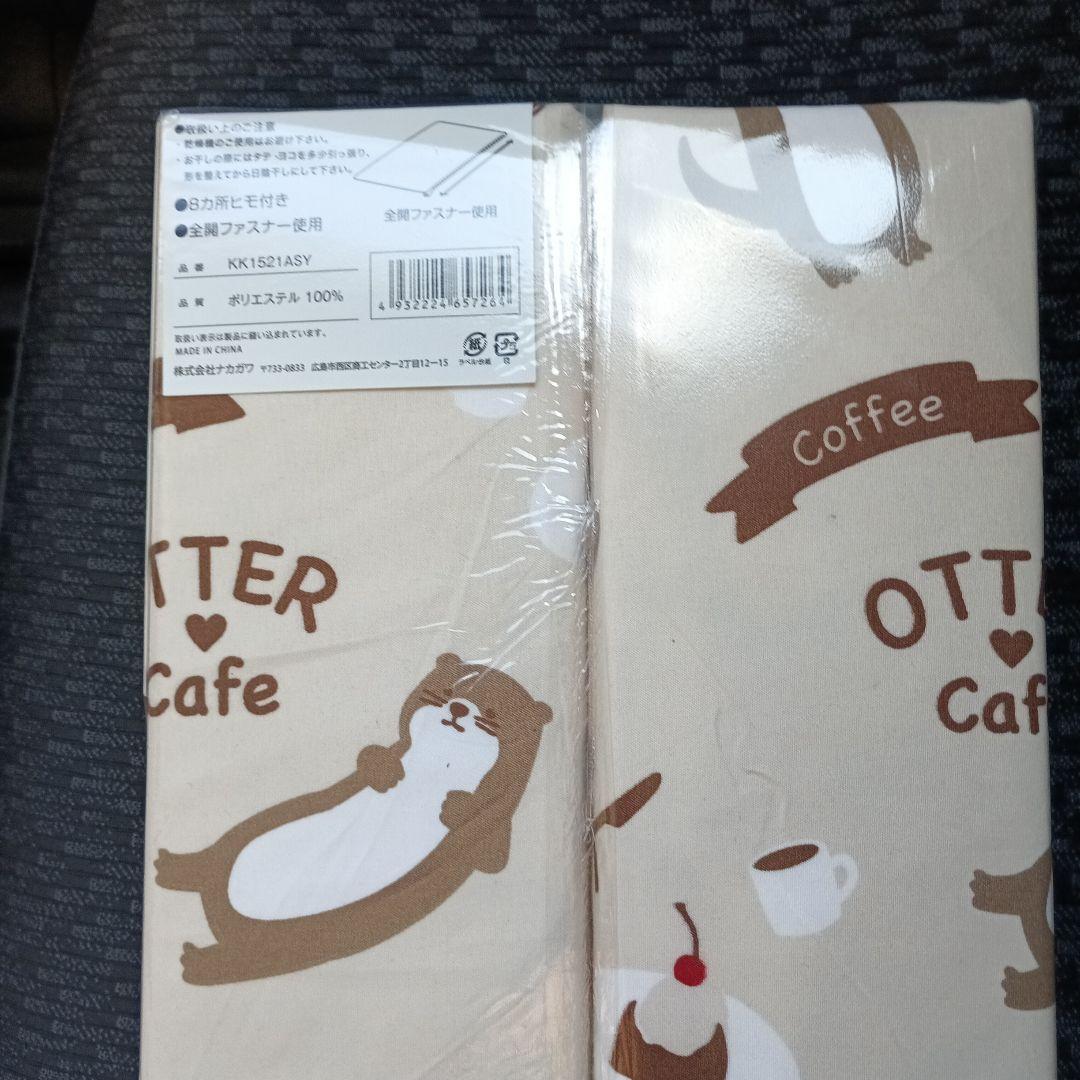 ●取扱い上のご注意
・乾燥機のご使用はお避け下さい。
・お干しの際にはタテ・ヨコを多少引っ張り、
形を整えてから日陰干しにして下さい。
●8カ所ヒモ付き
●全開ファスナー使用
全開ファスナー使用
品番 KK1521ASY
品質 ポリエステル 100%
4 932224 657264
取扱い表示は製品に縫い込まれています。
MADE IN CHINA
株式会社ナカガワ 〒733-0833 広島市西区商工センター2丁目12-15
紙
プラ
Coffee
TTER
Cafe
OTTE
Caf